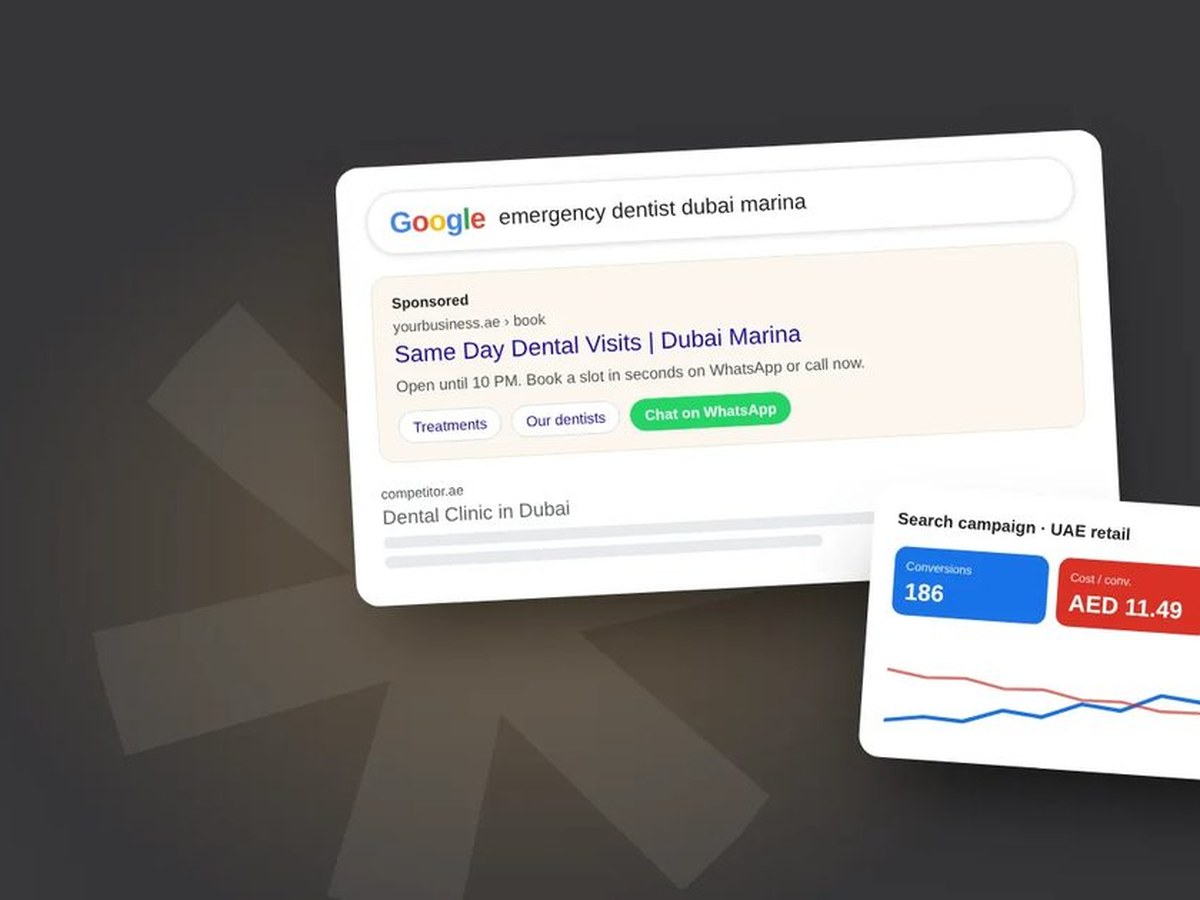 Google emergency dentist dubai marina
Sponsored
yourbusiness.ae › book
Same Day Dental Visits | Dubai Marina
Open until 10 PM. Book a slot in seconds on WhatsApp or call now.
Treatments Our dentists Chat on WhatsApp
competitor.ae
Dental Clinic in Dubai
Search campaign · UAE retail
Conversions Cost / conv.
186 AED 11.49